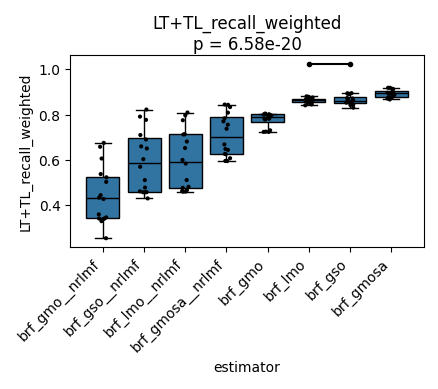 LT+TL_recall_weighted
p = 6.58e-20
LT+TL_recall_weighted
1.0
0.8
0.6
0.4
brf_gmo__nrlmf
brf_gso__nrlmf
brf_lmo__nrlmf
brf_gmosa__nrlmf
brf_gmo
brf_lmo
brf_gso
brf_gmosa
estimator